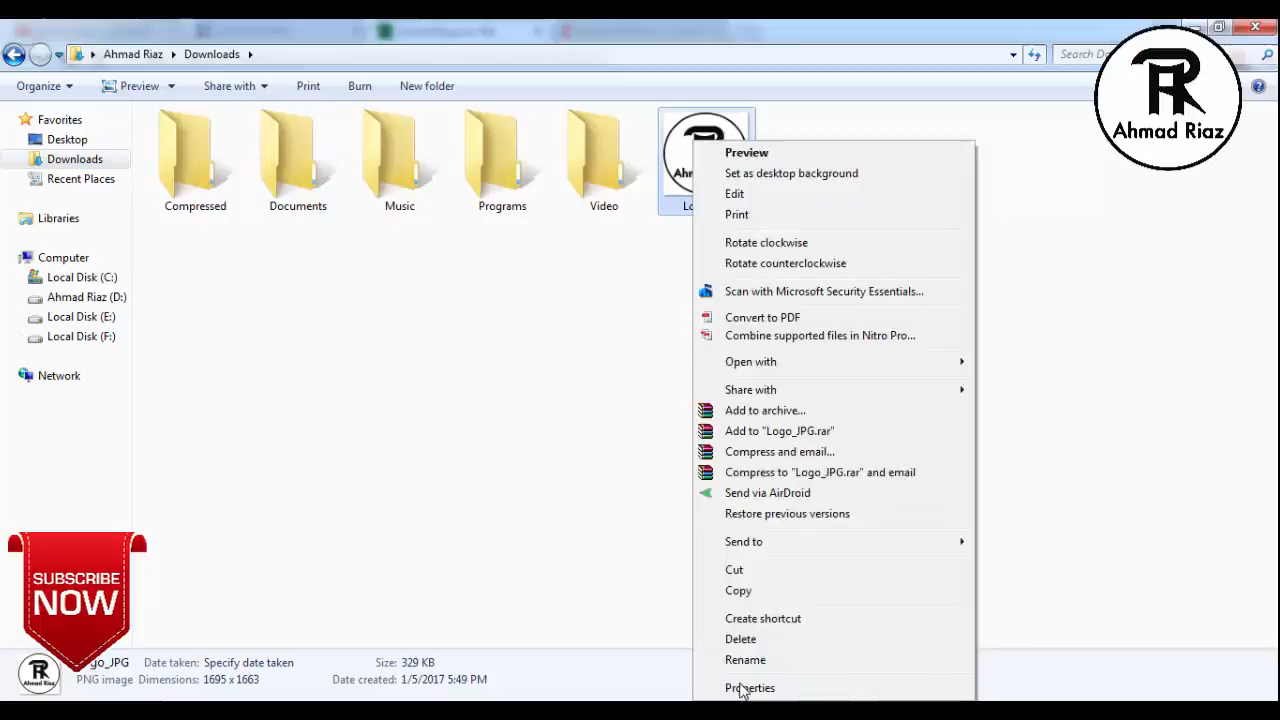 Ahmad Riaz Downloads
Search D
Organize Preview Share with Print Burn New folder
Ahmad Riaz
Favorites
Desktop
Downloads
Recent Places
Libraries
Computer
Local Disk (C:)
Ahmad Riaz (D:)
Local Disk (E:)
Local Disk (F:)
Network
Compressed Documents Music Programs Video
Preview
Set as desktop background
Edit
Print
Rotate clockwise
Rotate counterclockwise
Scan with Microsoft Security Essentials...
Convert to PDF
Combine supported files in Nitro Pro...
Open with
Share with
Add to archive...
Add to "Logo_JPG.rar"
Compress and email...
Compress to "Logo_JPG.rar" and email
Send via AirDroid
Restore previous versions
Send to
Cut
Copy
Create shortcut
Delete
Rename
Properties
SUBSCRIBE
NOW
Ahmad Riaz
Logo_JPG Date taken: Specify date taken Size: 329 KB
PNG image Dimensions: 1695 x 1663 Date created: 1/5/2017 5:49 PM